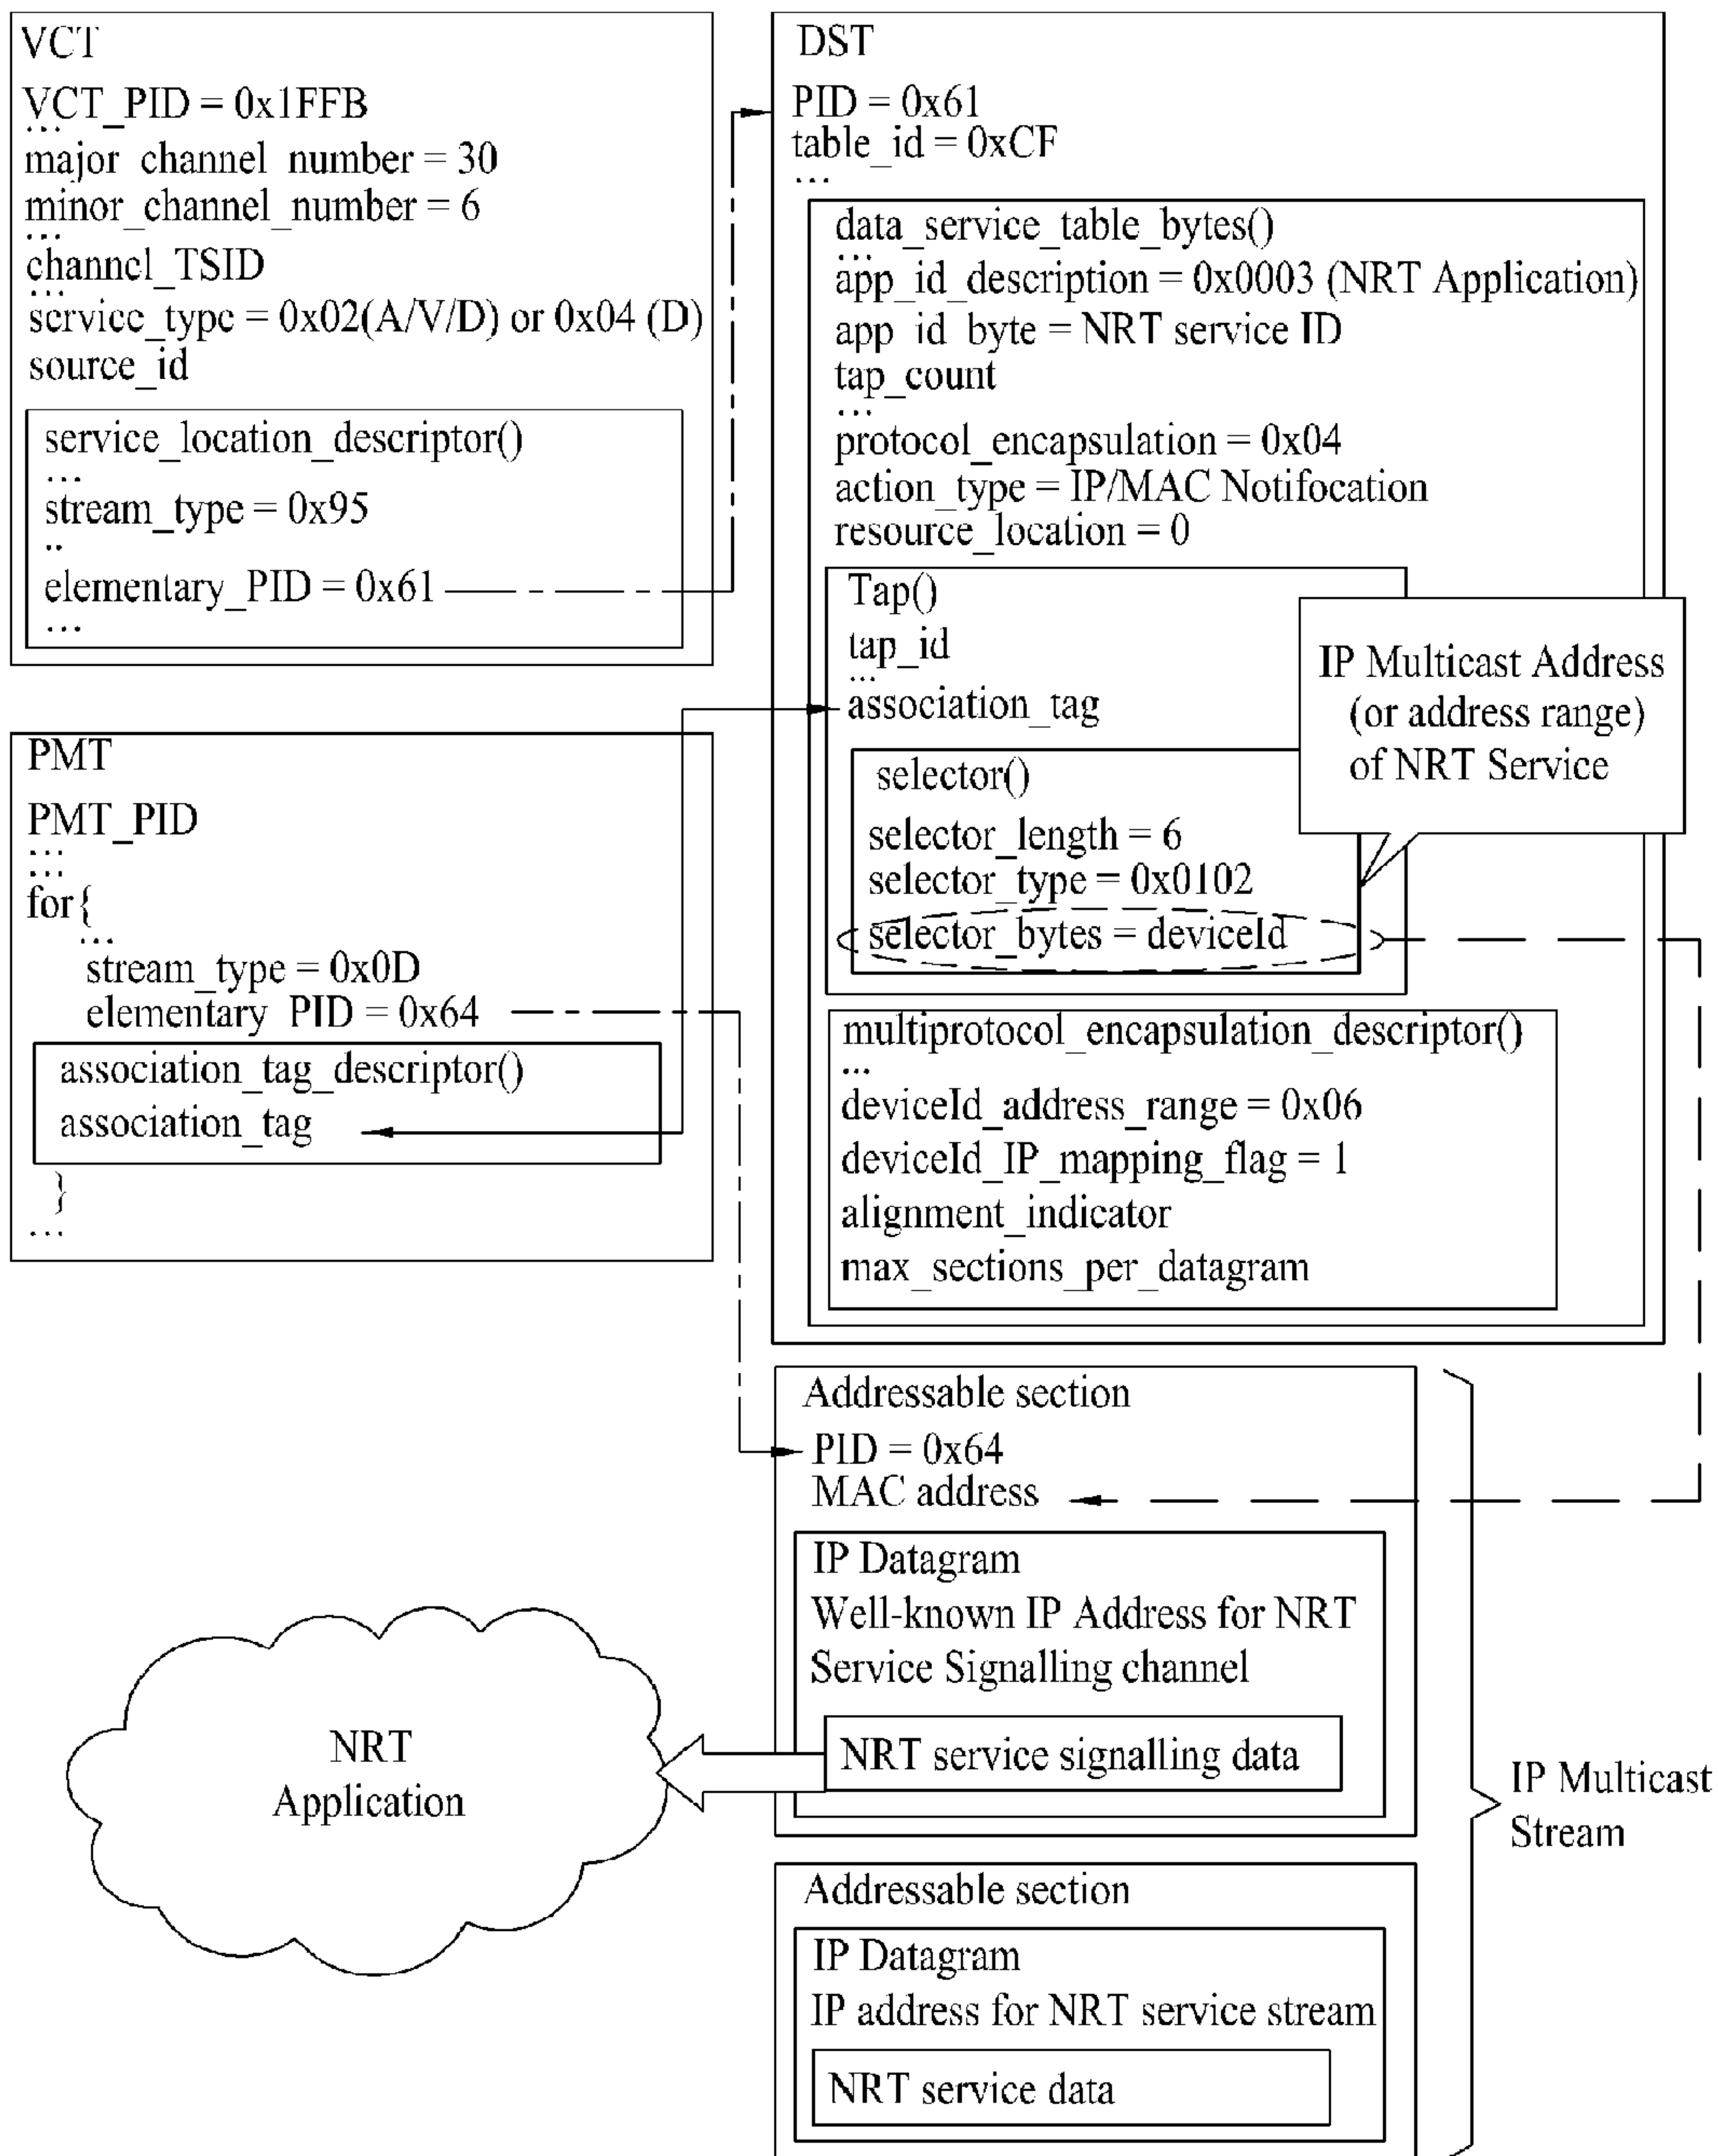 VCT
VCT_PID = 0x1FFB
...
major_channel_number = 30
minor_channel_number = 6
...
channel_TSID
...
service_type = 0x02(A/V/D) or 0x04 (D)
source_id
service_location_descriptor()
...
stream_type = 0x95
..
elementary_PID = 0x61
...
PMT
PMT_PID
...
...
for{
...
stream_type = 0x0D
elementary_PID = 0x64
association_tag_descriptor()
association_tag
}
...
DST
PID = 0x61
table_id = 0xCF
...
data_service_table_bytes()
...
app_id_description = 0x0003 (NRT Application)
app_id_byte = NRT service ID
tap_count
...
protocol_encapsulation = 0x04
action_type = IP/MAC Notifocation
resource_location = 0
Tap()
tap_id
...
association_tag
selector()
selector_length = 6
selector_type = 0x0102
selector_bytes = deviceId
IP Multicast Address
(or address range)
of NRT Service
multiprotocol_encapsulation_descriptor()
...
deviceId_address_range = 0x06
deviceId_IP_mapping_flag = 1
alignment_indicator
max_sections_per_datagram
Addressable section
PID = 0x64
MAC address
IP Datagram
Well-known IP Address for NRT
Service Signalling channel
NRT service signalling data
NRT
Application
Addressable section
IP Datagram
IP address for NRT service stream
NRT service data
IP Multicast
Stream